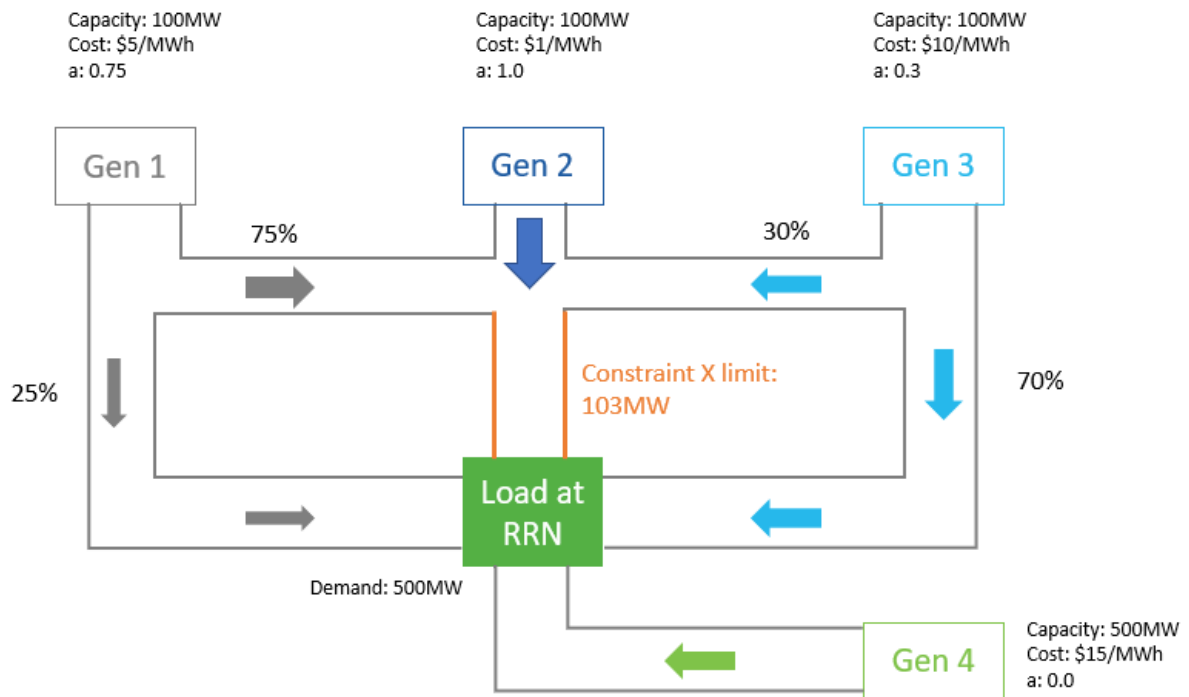 Capacity: 100MW
Cost: $5/MWh
a: 0.75
Capacity: 100MW
Cost: $1/MWh
a: 1.0
Capacity: 100MW
Cost: $10/MWh
a: 0.3
Gen 1
Gen 2
Gen 3
75%
30%
25%
Constraint X limit:
103MW
70%
Load at
RRN
Demand: 500MW
Gen 4
Capacity: 500MW
Cost: $15/MWh
a: 0.0